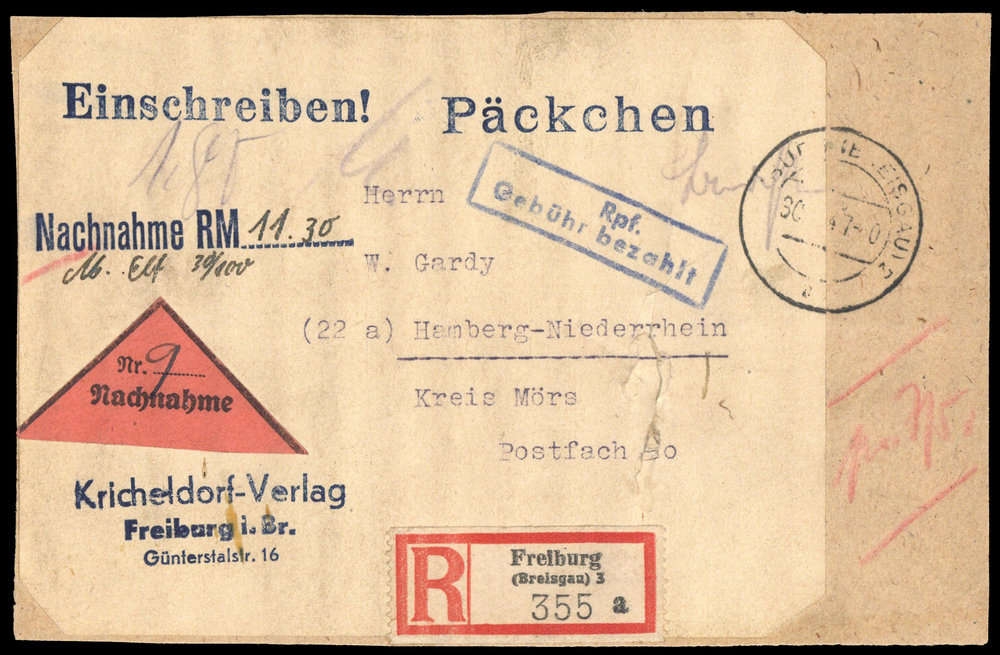 Einschreiben! Päckchen
Rpf.
Gebühr bezahlt
Herrn
Nachnahme RM 11.30
W. Gardy
(22 a) Hamberg-Niederrhein
Kreis Mörs
Postfach
Nr. 9
Nachnahme
Kricheldorf-Verlag
Freiburg i. Br.
Günterstalstr. 16
R
Freiburg
(Breisgau) 3
355 a